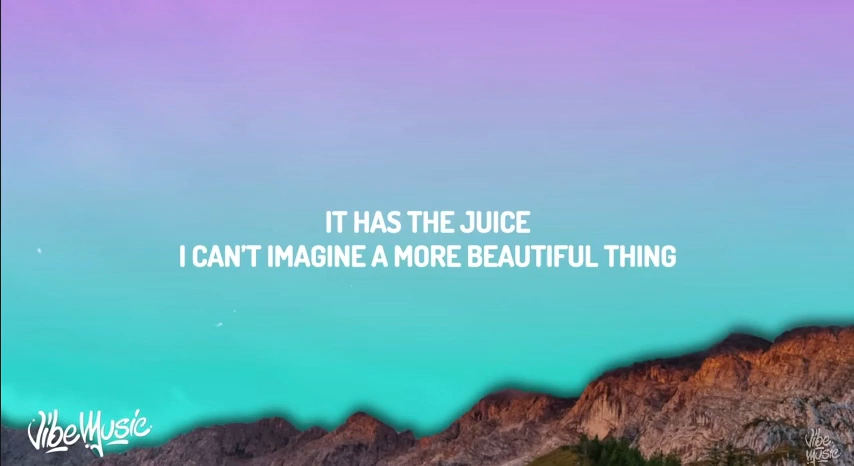 IT HAS THE JUICE
I CAN'T IMAGINE A MORE BEAUTIFUL THING
Vibe Music
Vibe
Music